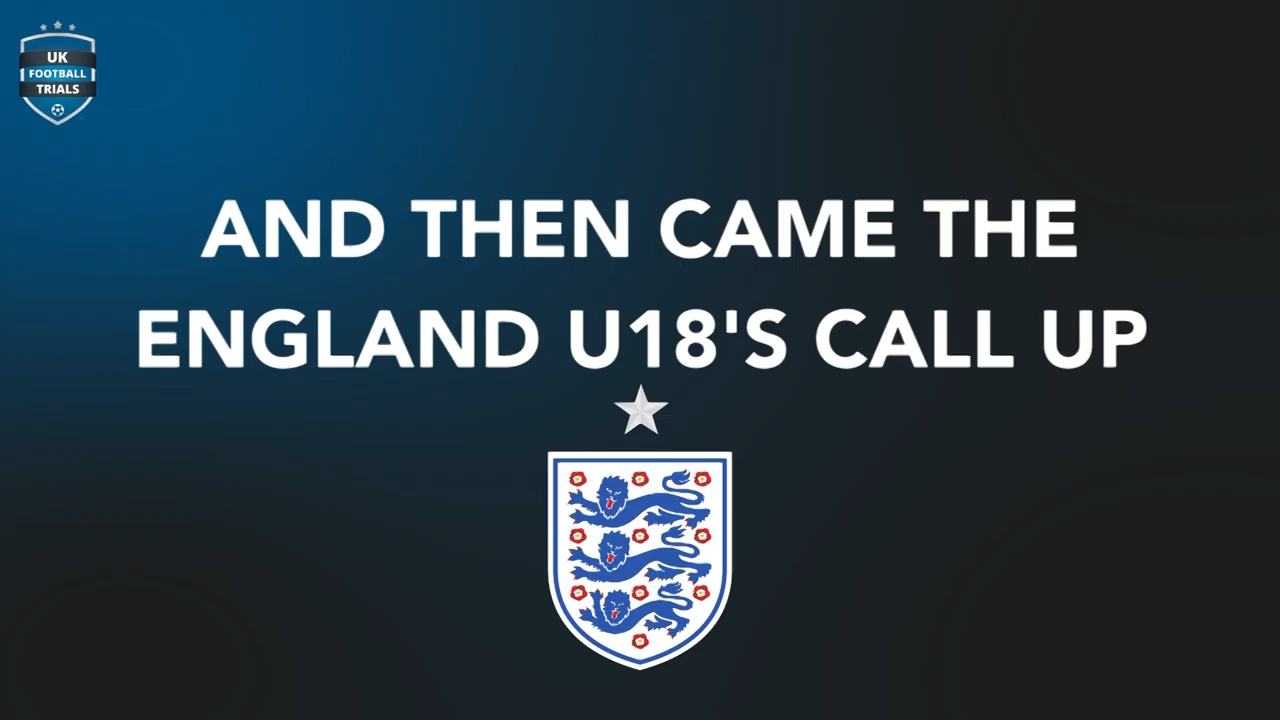 UK
FOOTBALL
TRIALS
AND THEN CAME THE
ENGLAND U18'S CALL UP